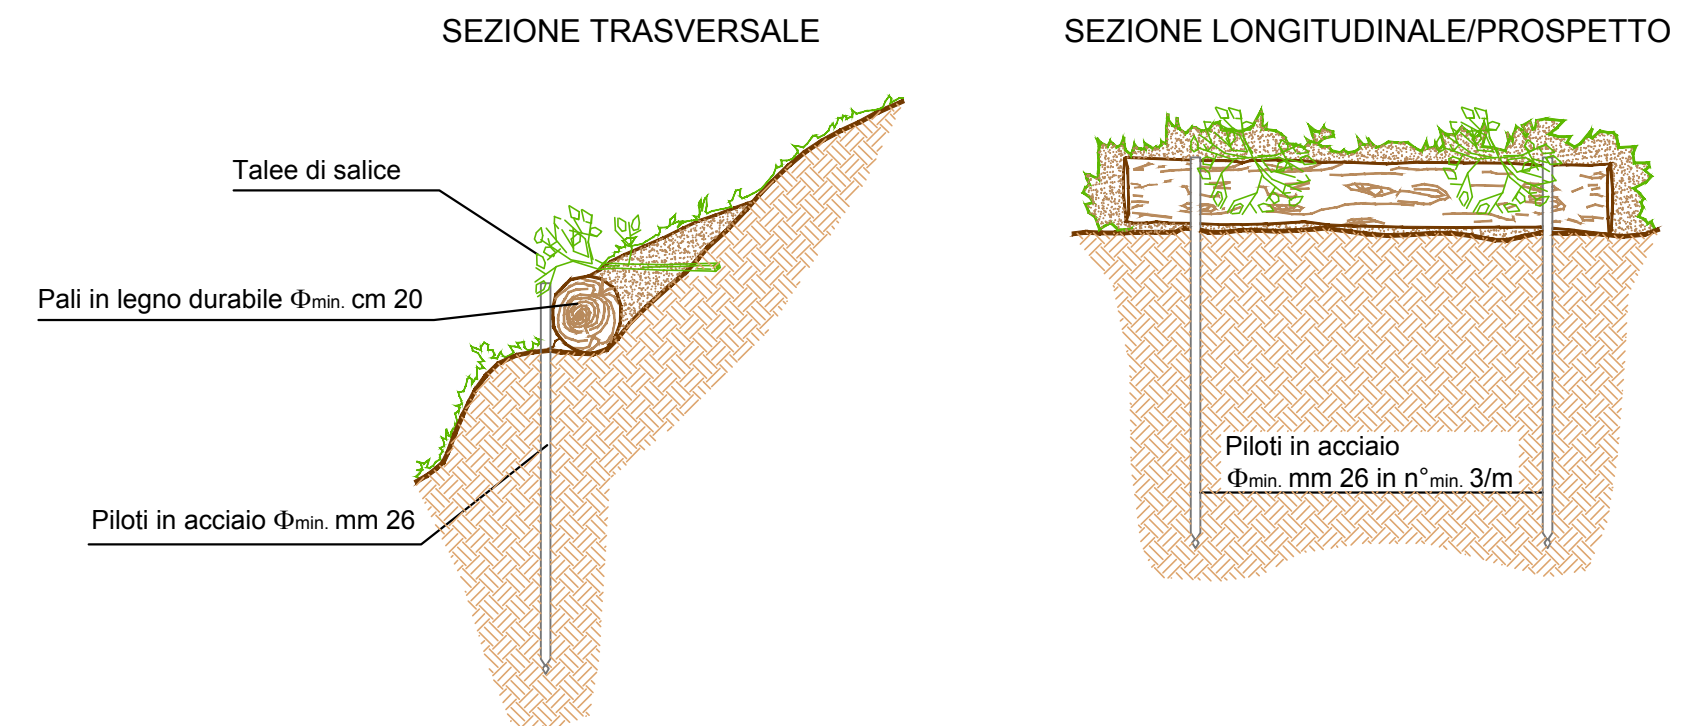 SEZIONE TRASVERSALE
SEZIONE LONGITUDINALE/PROSPETTO
Talee di salice
Pali in legno durabile Φmin. cm 20
Piloti in acciaio Φmin. mm 26
Piloti in acciaio
Φmin. mm 26 in n°min. 3/m